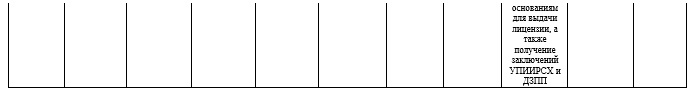 основаниям
для выдачи
лицензии, а
также
получение
заключений
УПИИРСХ и
ДЗПП